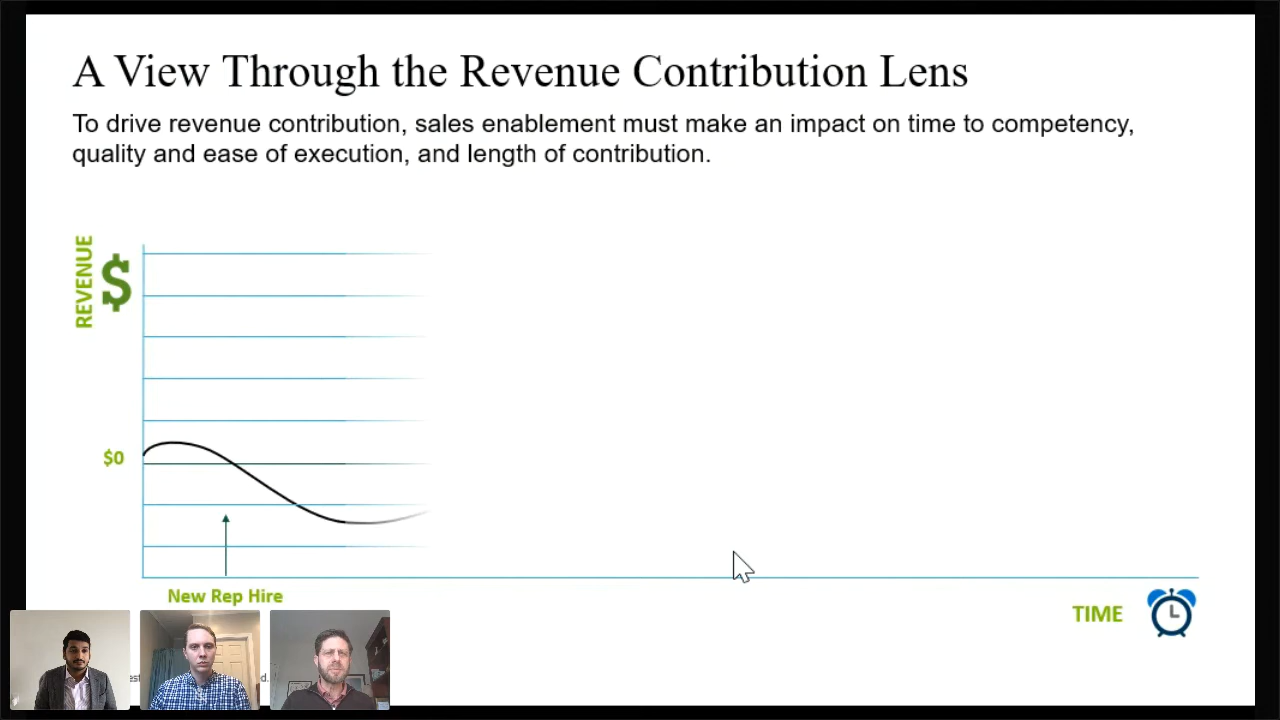 A View Through the Revenue Contribution Lens
To drive revenue contribution, sales enablement must make an impact on time to competency,
quality and ease of execution, and length of contribution.
REVENUE
$
$0
New Rep Hire
TIME